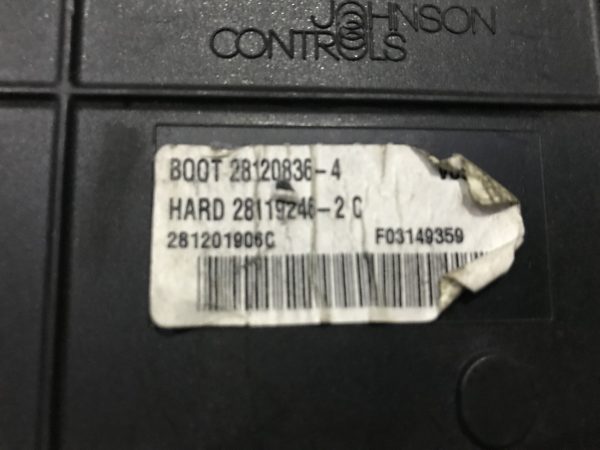 JOHNSON
CONTROLS
BOOT 28120836-4
HARD 28119246-2 C
281201906C F03149359